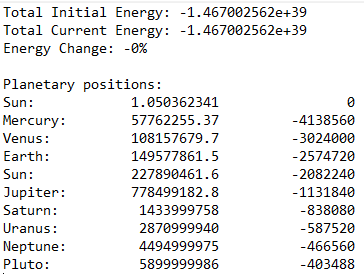 Total Initial Energy: -1.467002562e+39
Total Current Energy: -1.467002562e+39
Energy Change: -0%
Planetary positions:
Sun: 1.050362341 0
Mercury: 57762255.37 -4138560
Venus: 108157679.7 -3024000
Earth: 149577861.5 -2574720
Sun: 227890461.6 -2082240
Jupiter: 778499182.8 -1131840
Saturn: 1433999758 -838080
Uranus: 2870999940 -587520
Neptune: 4494999975 -466560
Pluto: 5899999986 -403488